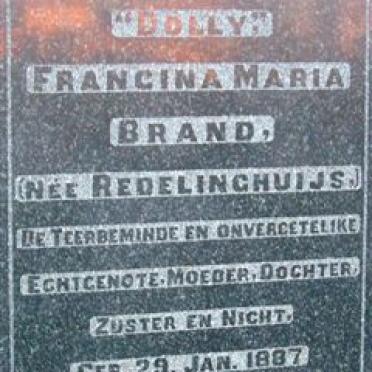 "DOLLY,"
FRANCINA MARIA
BRAND,
(NÉE REDELINGHUIJS,)
DE TEERBEMINDE EN ONVERGETELIKE
ECHTGENOTE, MOEDER, DOCHTER,
ZUSTER EN NICHT,
GEB. 29. JAN. 1887